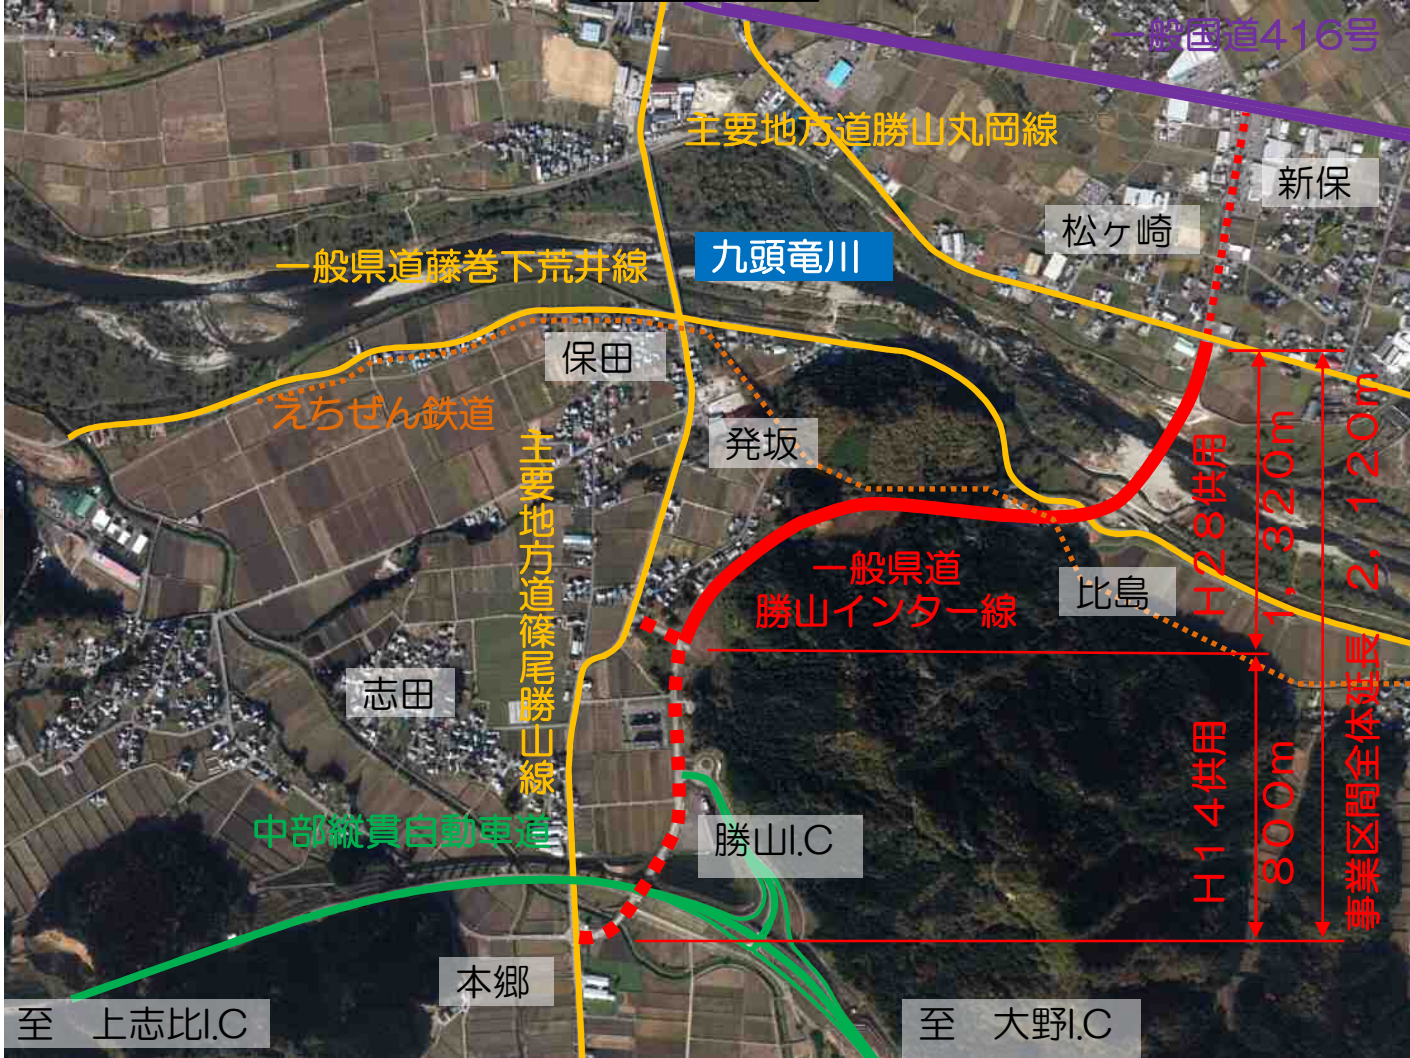 一般国道416号
主要地方道勝山丸岡線
新保
松ヶ崎
九頭竜川
一般県道藤巻下荒井線
保田
えちぜん鉄道
発坂
主要地方道篠尾勝山線
一般県道
勝山インター線
比島
H28供用
1,320m
事業区間全体延長 2,120m
志田
H14供用
800m
中部縦貫自動車道
勝山I.C
本郷
至 上志比I.C
至 大野I.C